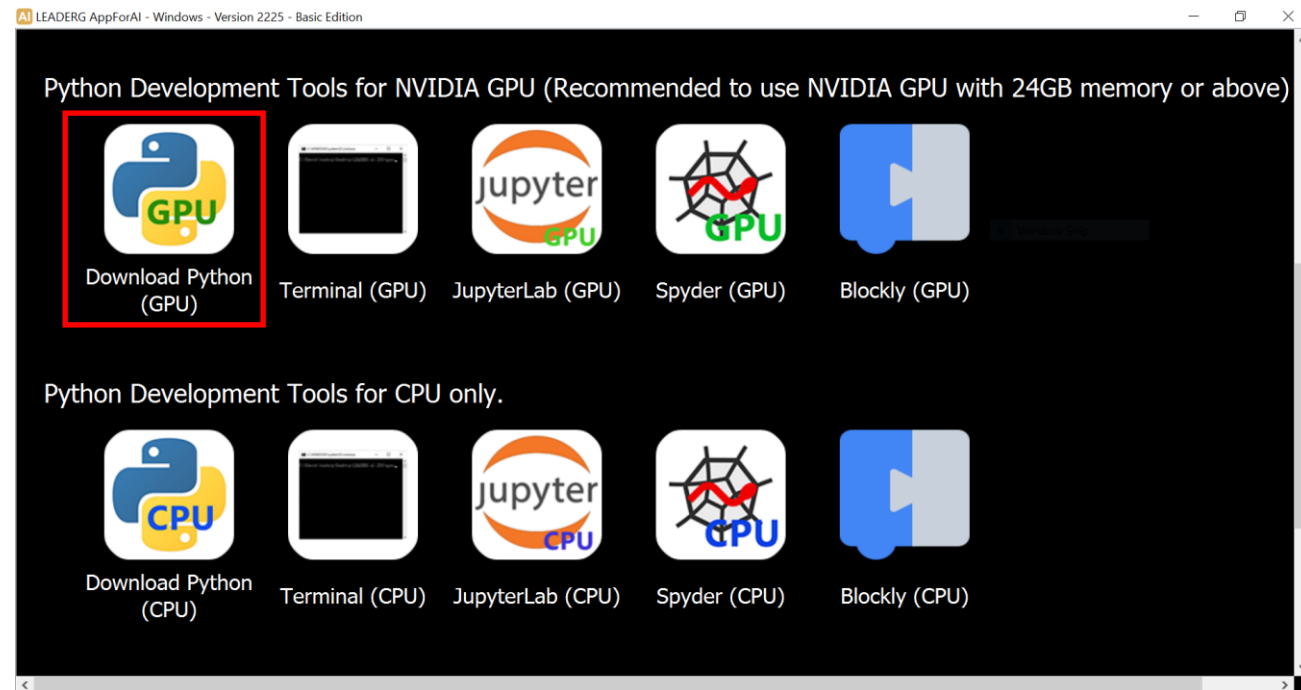 AI LEADERG AppForAI - Windows - Version 2225 - Basic Edition
Python Development Tools for NVIDIA GPU (Recommended to use NVIDIA GPU with 24GB memory or above)
GPU
jupyter
GPU
GPU
Download Python
(GPU)
Terminal (GPU)
JupyterLab (GPU)
Spyder (GPU)
Blockly (GPU)
Python Development Tools for CPU only.
CPU
jupyter
CPU
CPU
Download Python
(CPU)
Terminal (CPU)
JupyterLab (CPU)
Spyder (CPU)
Blockly (CPU)